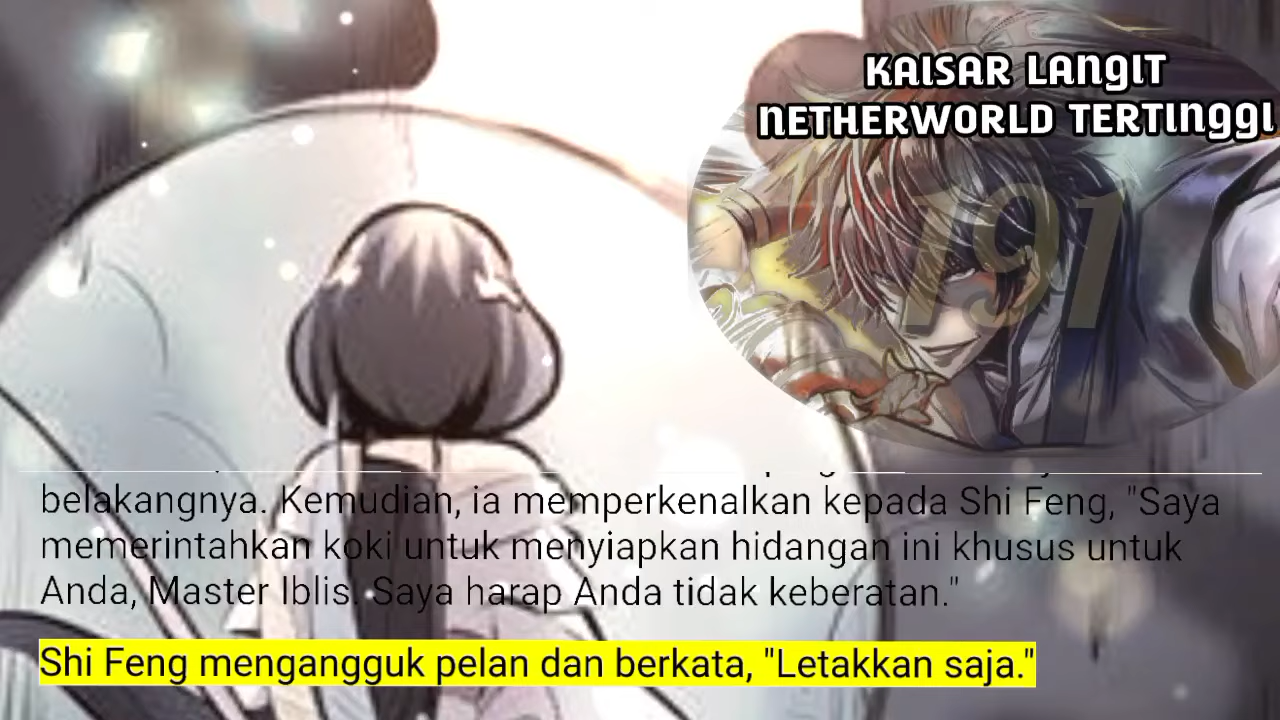 KAISAR LANGIT
NETHERWORLD TERTINGGI
791
belakangnya. Kemudian, ia memperkenalkan kepada Shi Feng, "Saya
memerintahkan koki untuk menyiapkan hidangan ini khusus untuk
Anda, Master Iblis. Saya harap Anda tidak keberatan."
Shi Feng mengangguk pelan dan berkata, "Letakkan saja."